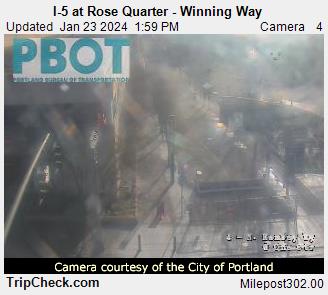 I-5 at Rose Quarter - Winning Way
Updated Jan 23 2024 1:59 PM Camera 4
PBOT
PORTLAND BUREAU OF TRANSPORTATION
Camera courtesy of the City of Portland
TripCheck.com Milepost302.00